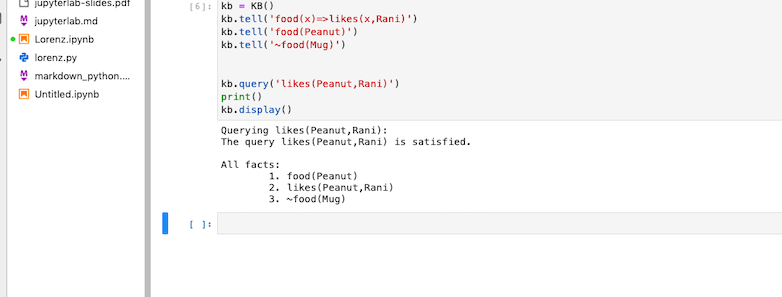 jupyterlab-slides.pdf
jupyterlab.md
Lorenz.ipynb
lorenz.py
markdown_python....
Untitled.ipynb
[6]: kb = KB()
kb.tell('food(x)=>likes(x,Rani)')
kb.tell('food(Peanut)')
kb.tell('~food(Mug)')
kb.query('likes(Peanut,Rani)')
print()
kb.display()
Querying likes(Peanut,Rani):
The query likes(Peanut,Rani) is satisfied.
All facts:
1. food(Peanut)
2. likes(Peanut,Rani)
3. ~food(Mug)
[ ]: